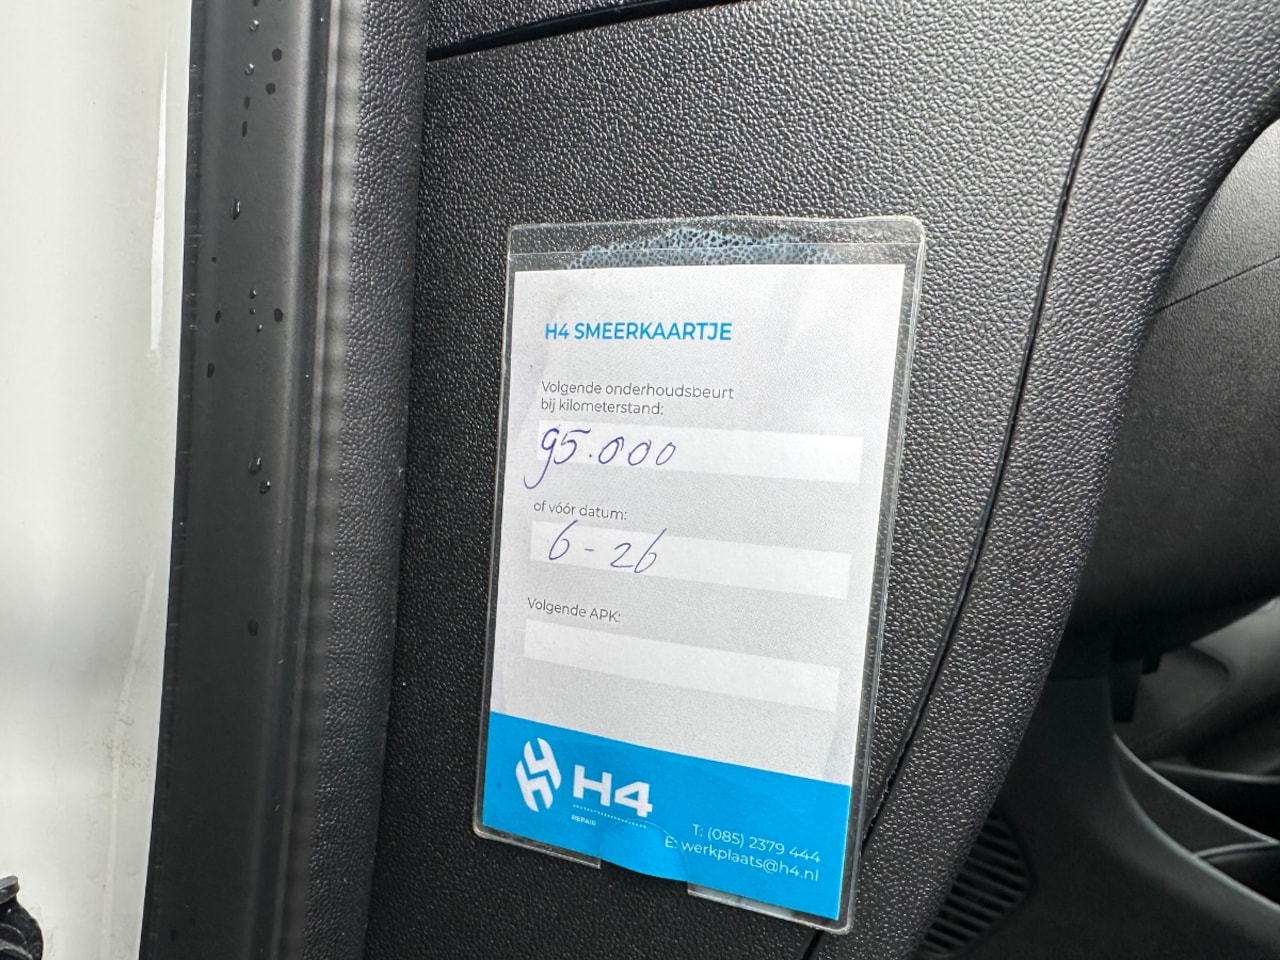 H4 SMEERKAARTJE
Volgende onderhoudsbeurt
bij kilometerstand:
95.000
of vóór datum:
6-26
Volgende APK:
H4
REPAIR
T: (085) 2379 444
E: werkplaats@h4.nl